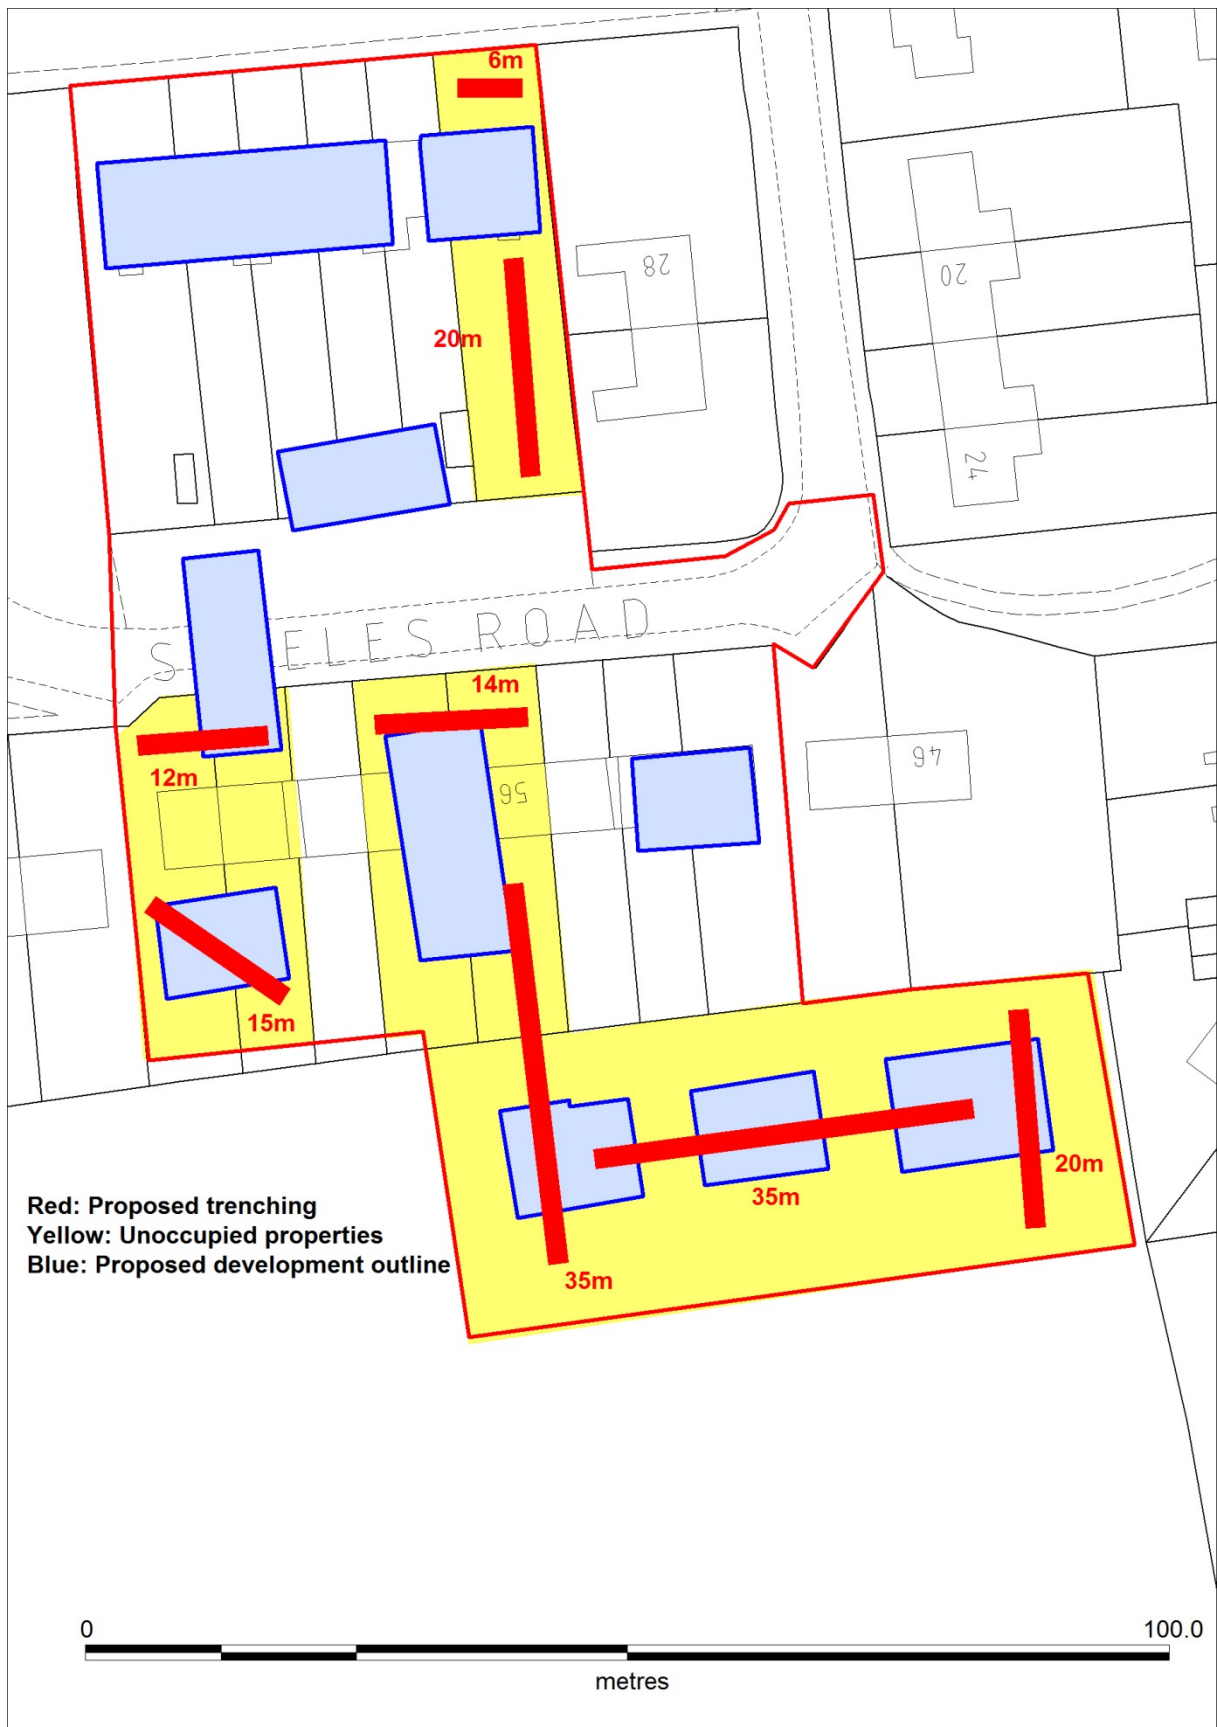 6m
28
20
20m
24
S ELES ROAD
14m
12m
56
46
15m
20m
35m
35m
Red: Proposed trenching
Yellow: Unoccupied properties
Blue: Proposed development outline
0 100.0
metres